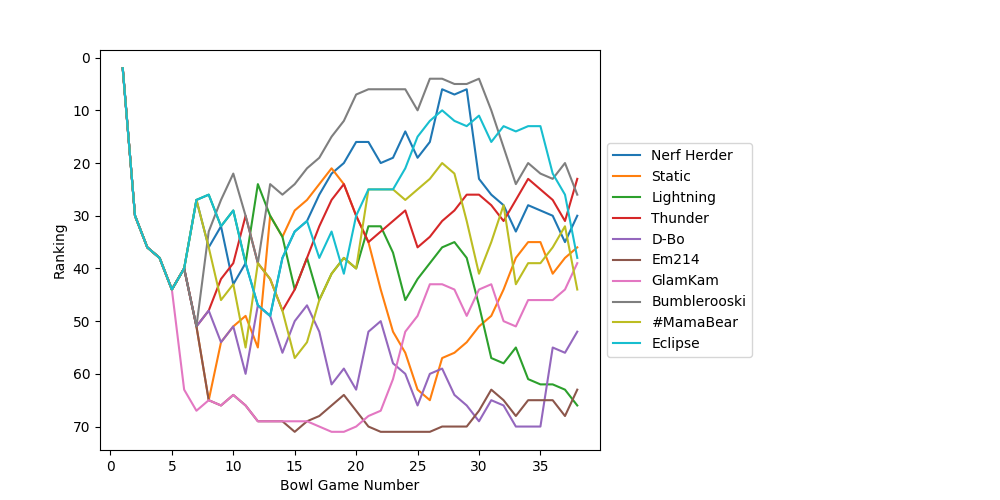 0
10
20
30
40
50
60
70
Ranking
0 5 10 15 20 25 30 35
Bowl Game Number
Nerf Herder
Static
Lightning
Thunder
D-Bo
Em214
GlamKam
Bumblerooski
#MamaBear
Eclipse